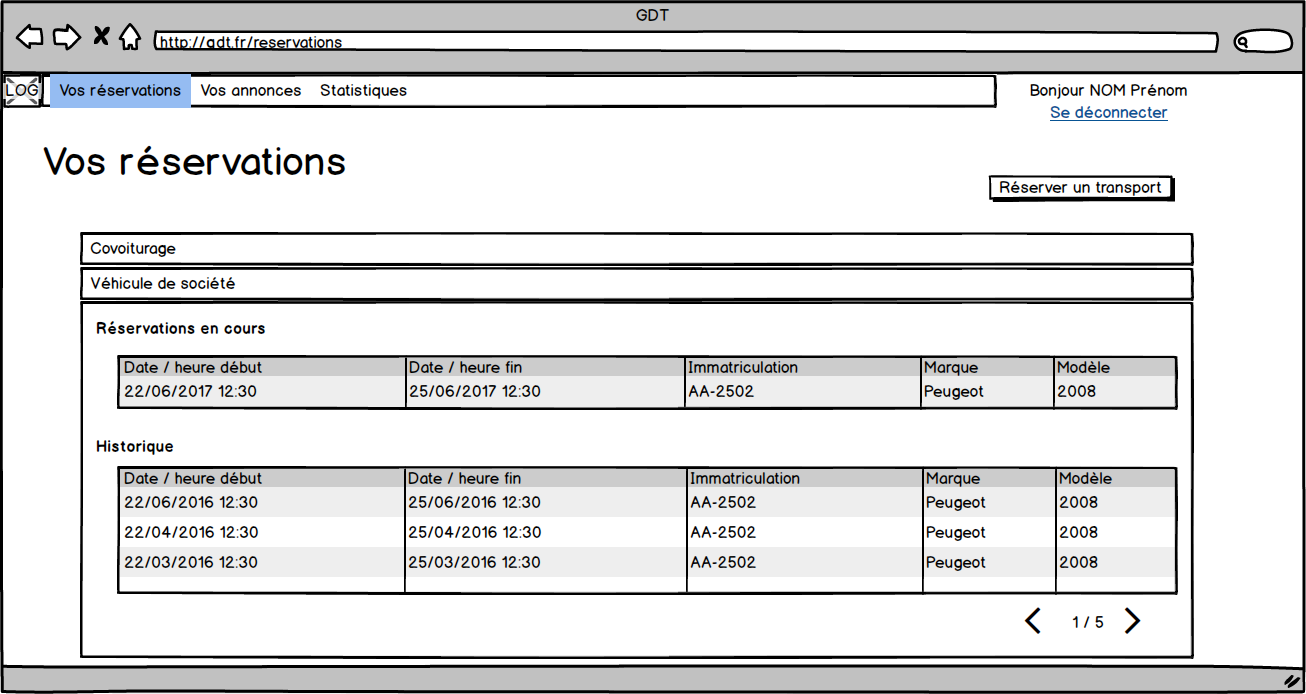 GDT
http://gdt.fr/reservations
LOG Vos réservations Vos annonces Statistiques Bonjour NOM Prénom
Se déconnecter
Vos réservations
Réserver un transport
Covoiturage
Véhicule de société
Réservations en cours
Date / heure début Date / heure fin Immatriculation Marque Modèle
22/06/2017 12:30 25/06/2017 12:30 AA-2502 Peugeot 2008
Historique
Date / heure début Date / heure fin Immatriculation Marque Modèle
22/06/2016 12:30 25/06/2016 12:30 AA-2502 Peugeot 2008
22/04/2016 12:30 25/04/2016 12:30 AA-2502 Peugeot 2008
22/03/2016 12:30 25/03/2016 12:30 AA-2502 Peugeot 2008
1 / 5